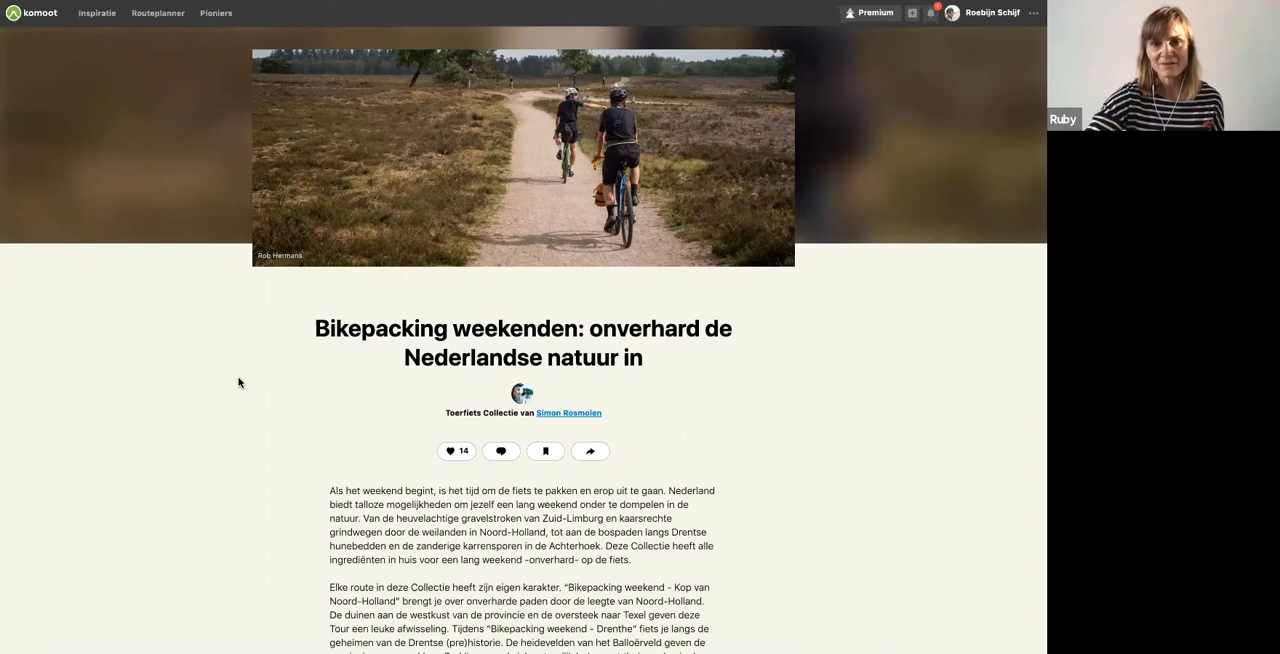 komoot
Inspiratie
Routeplanner
Pioniers
Premium
Roebijn Schijf
Ruby
Rob Hermans
Bikepacking weekenden: onverhard de
Nederlandse natuur in
Toerfiets Collectie van Simon Rosmolen
14
Als het weekend begint, is het tijd om de fiets te pakken en erop uit te gaan. Nederland
biedt talloze mogelijkheden om jezelf een lang weekend onder te dompelen in de
natuur. Van de heuvelachtige gravelstroken van Zuid-Limburg en kaarsrechte
grindwegen door de weilanden in Noord-Holland, tot aan de bospaden langs Drentse
hunebedden en de zanderige karrensporen in de Achterhoek. Deze Collectie heeft alle
ingrediënten in huis voor een lang weekend -onverhard- op de fiets.
Elke route in deze Collectie heeft zijn eigen karakter. “Bikepacking weekend - Kop van
Noord-Holland” brengt je over onverharde paden door de leegte van Noord-Holland.
De duinen aan de westkust van de provincie en de oversteek naar Texel geven deze
Tour een leuke afwisseling. Tijdens “Bikepacking weekend - Drenthe” fiets je langs de
geheimen van de Drentse (pre)historie. De heidevelden van het Balloërveld geven de